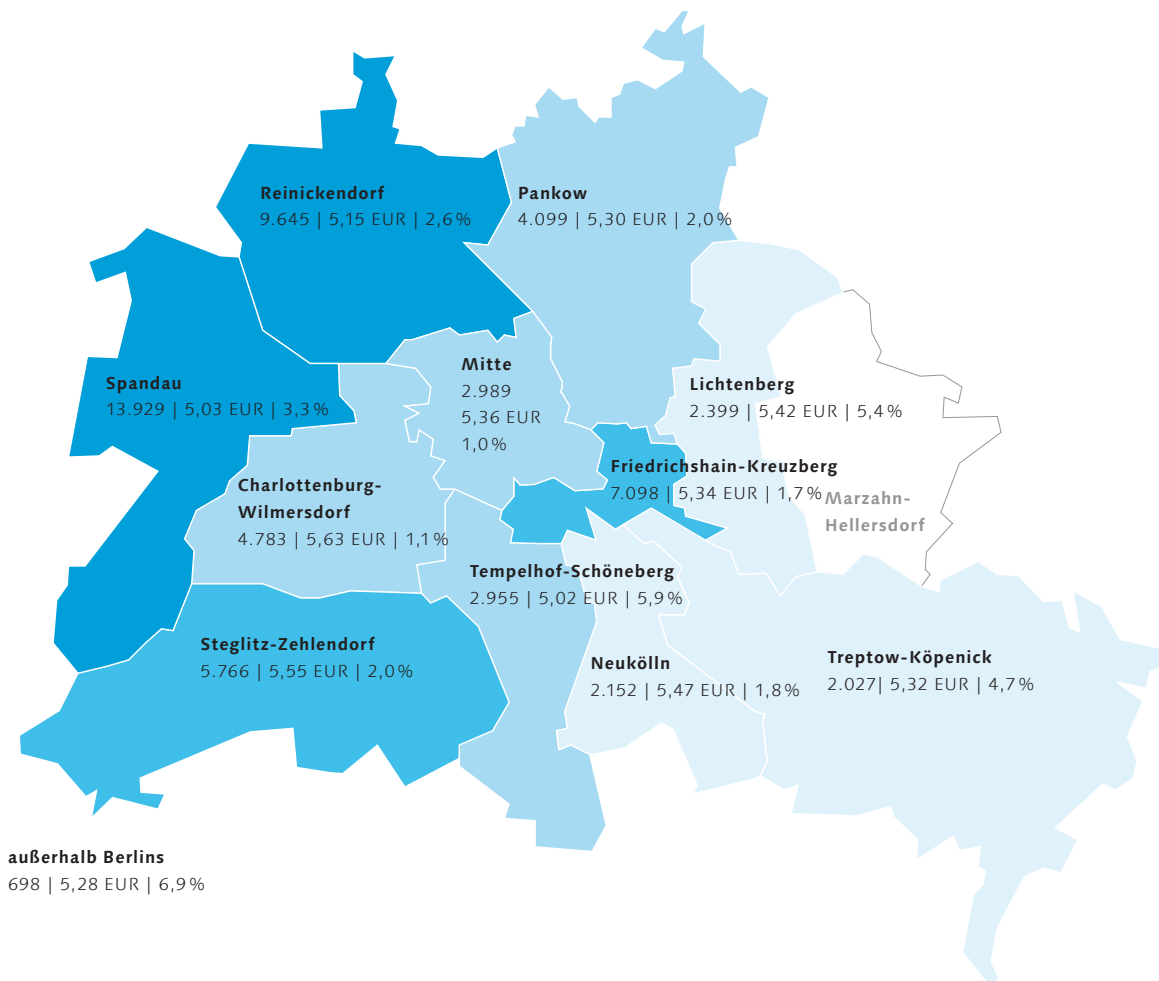 Reinickendorf
9.645 | 5,15 EUR | 2,6 %
Pankow
4.099 | 5,30 EUR | 2,0 %
Mitte
2.989
5,36 EUR
1,0 %
Spandau
13.929 | 5,03 EUR | 3,3 %
Lichtenberg
2.399 | 5,42 EUR | 5,4 %
Friedrichshain-Kreuzberg
7.098 | 5,34 EUR | 1,7 %
Marzahn-
Hellersdorf
Charlottenburg-
Wilmersdorf
4.783 | 5,63 EUR | 1,1 %
Tempelhof-Schöneberg
2.955 | 5,02 EUR | 5,9 %
Steglitz-Zehlendorf
5.766 | 5,55 EUR | 2,0 %
Neukölln
2.152 | 5,47 EUR | 1,8 %
Treptow-Köpenick
2.027| 5,32 EUR | 4,7 %
außerhalb Berlins
698 | 5,28 EUR | 6,9 %